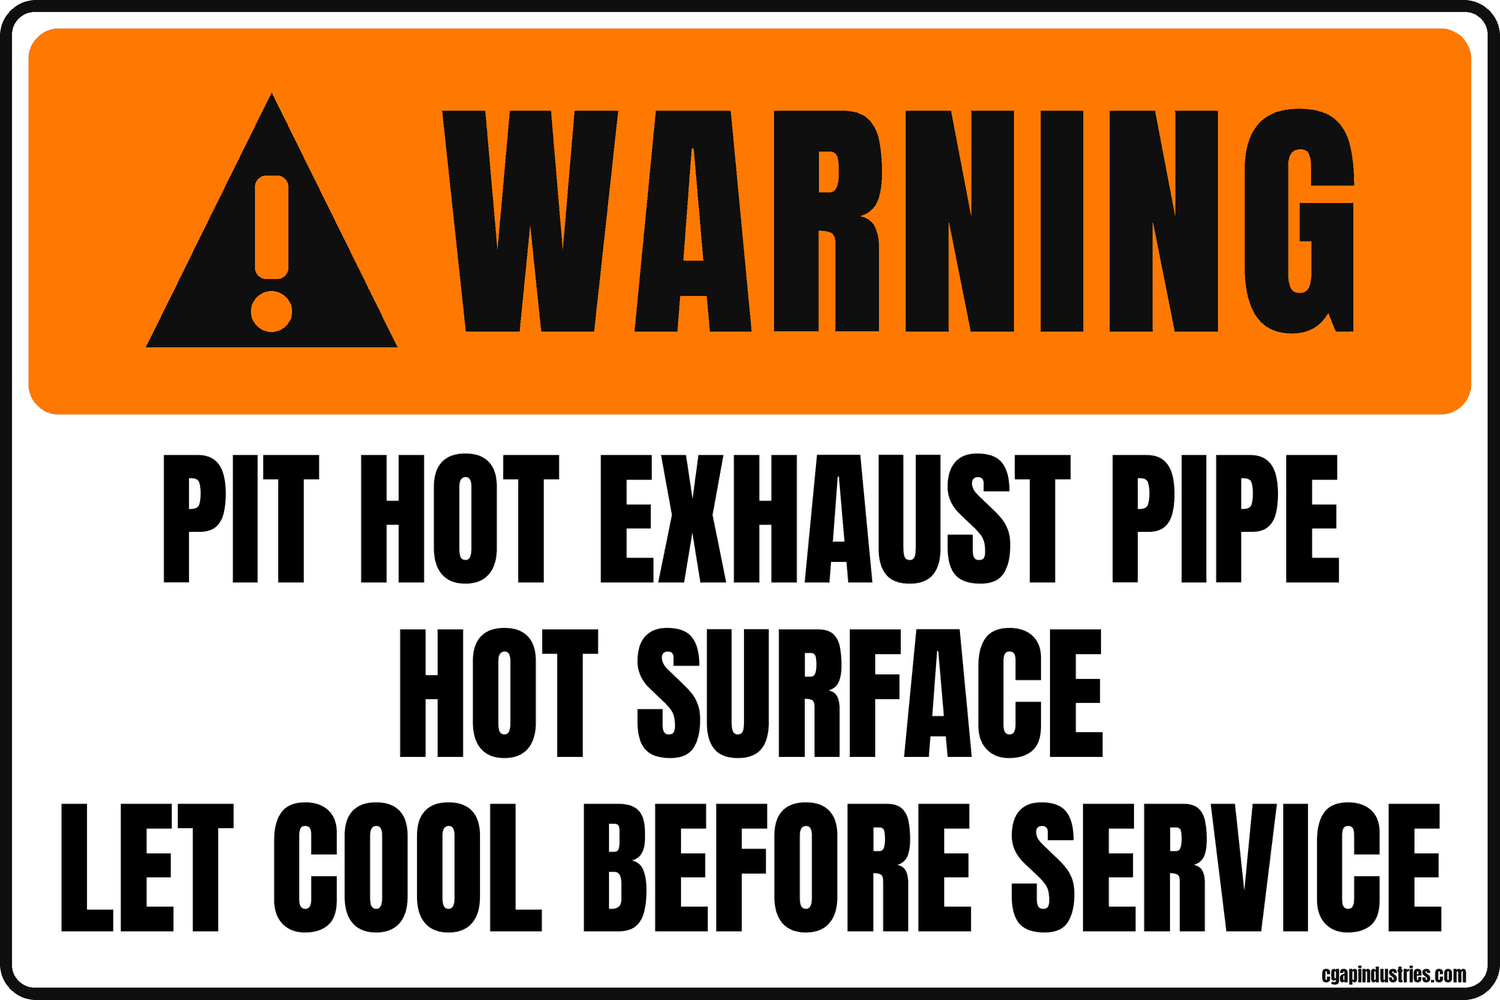 WARNING
PIT HOT EXHAUST PIPE
HOT SURFACE
LET COOL BEFORE SERVICE
cgapindustries.com